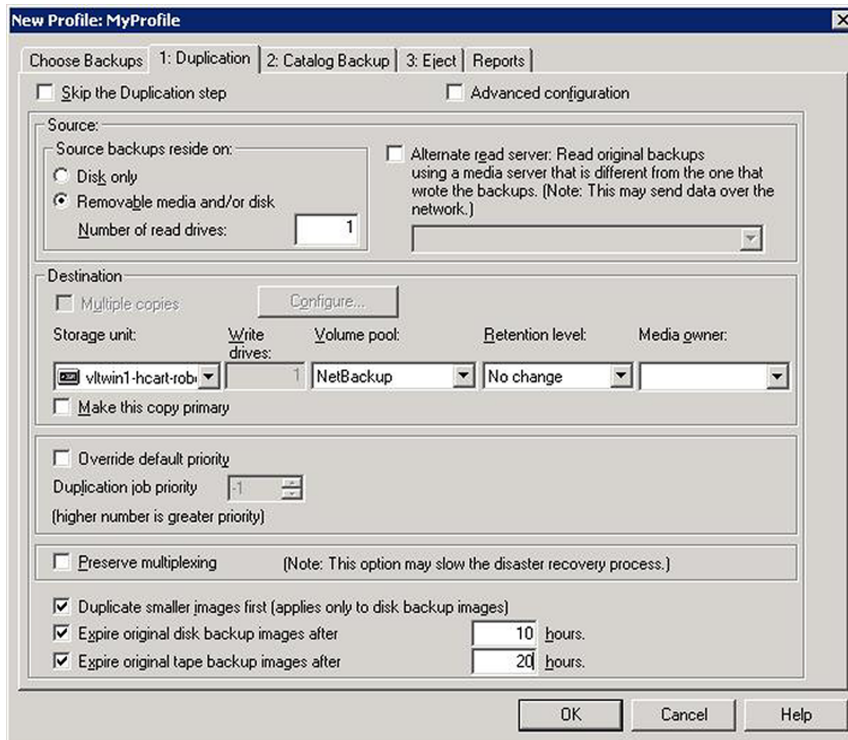 New Profile: MyProfile
Choose Backups 1: Duplication 2: Catalog Backup 3: Eject Reports
Skip the Duplication step
Advanced configuration
Source:
Source backups reside on:
Disk only
Removable media and/or disk
Number of read drives: 1
Alternate read server: Read original backups
using a media server that is different from the one that
wrote the backups. (Note: This may send data over the
network.)
Destination
Multiple copies
Configure...
Storage unit: Write drives: Volume pool: Retention level: Media owner:
vltwin1-hcart-rob 1 NetBackup No change
Make this copy primary
Override default priority
Duplication job priority -1
(higher number is greater priority)
Preserve multiplexing (Note: This option may slow the disaster recovery process.)
Duplicate smaller images first (applies only to disk backup images)
Expire original disk backup images after 10 hours.
Expire original tape backup images after 20 hours.
OK Cancel Help